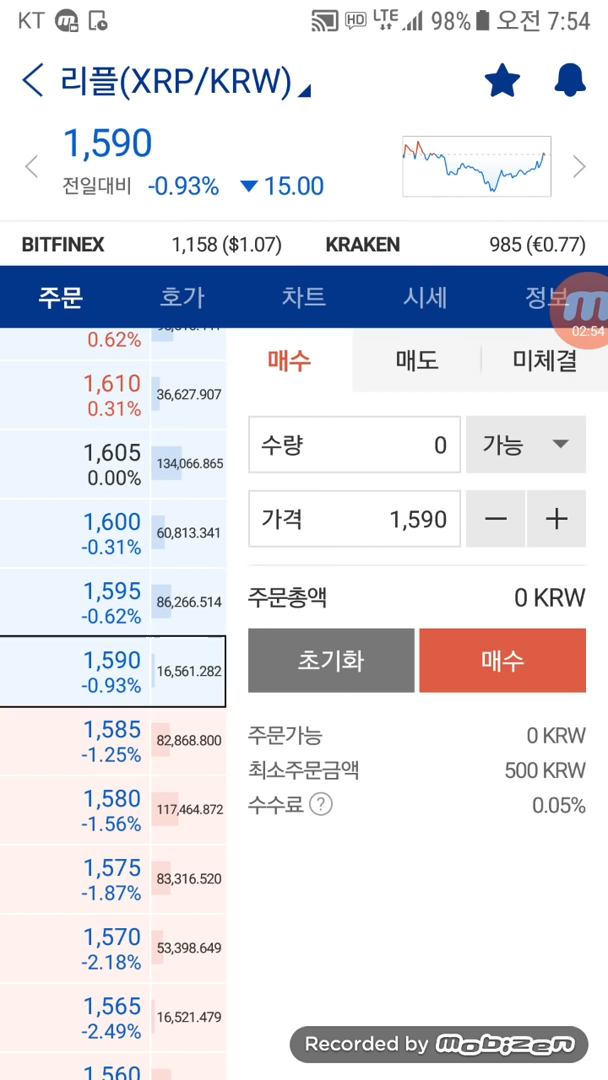 KT HD LTE 98% 오전 7:54
리플(XRP/KRW)
1,590
전일대비 -0.93% ▼ 15.00
BITFINEX 1,158 ($1.07) KRAKEN 985 (€0.77)
주문 호가 차트 시세 정보
02:54
0.62%
매수 매도 미체결
1,610 36,627.907
0.31%
1,605 134,066.865
0.00%
수량 0 가능
1,600 60,813.341
-0.31%
가격 1,590 − +
1,595 86,266.514
-0.62%
주문총액 0 KRW
1,590 16,561.282
-0.93%
초기화 매수
1,585 82,868.800
-1.25%
주문가능 0 KRW
최소주문금액 500 KRW
수수료 ? 0.05%
1,580 117,464.872
-1.56%
1,575 83,316.520
-1.87%
1,570 53,398.649
-2.18%
1,565 16,521.479
-2.49%
1,560
Recorded by mobizen